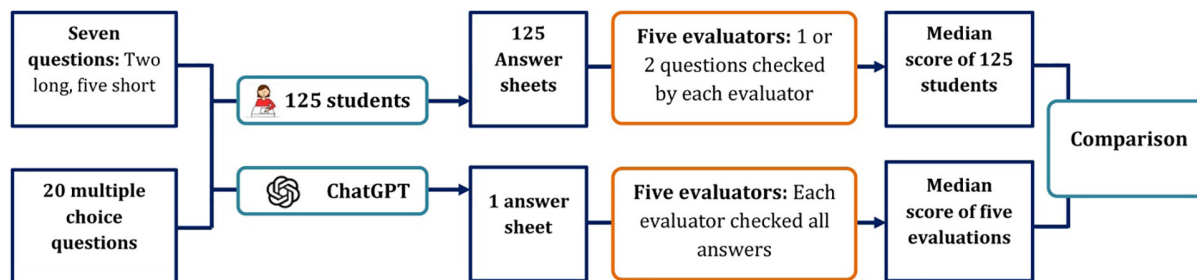 Seven
questions: Two
long, five short
20 multiple
choice
questions
125 students
ChatGPT
125
Answer
sheets
1 answer
sheet
Five evaluators: 1 or
2 questions checked
by each evaluator
Five evaluators: Each
evaluator checked all
answers
Median
score of 125
students
Median
score of five
evaluations
Comparison